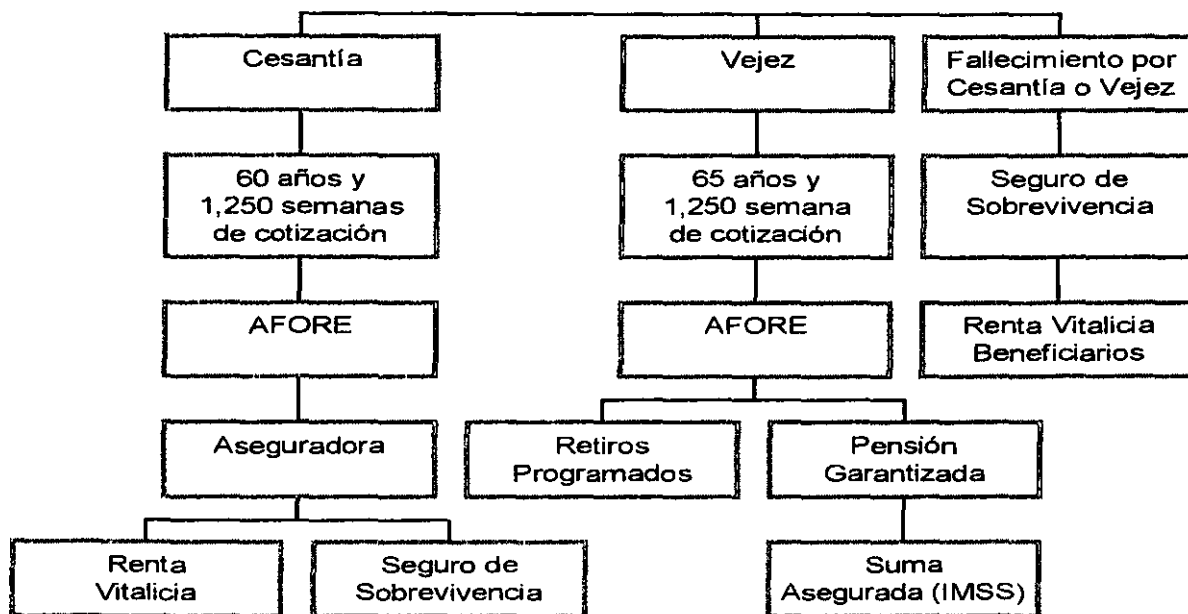 Cesantía
Vejez
Fallecimiento por
Cesantía o Vejez
60 años y
1,250 semanas
de cotización
65 años y
1,250 semana
de cotización
Seguro de
Sobrevivencia
AFORE
AFORE
Renta Vitalicia
Beneficiarios
Aseguradora
Retiros
Programados
Pensión
Garantizada
Renta
Vitalicia
Seguro de
Sobrevivencia
Suma
Asegurada (IMSS)